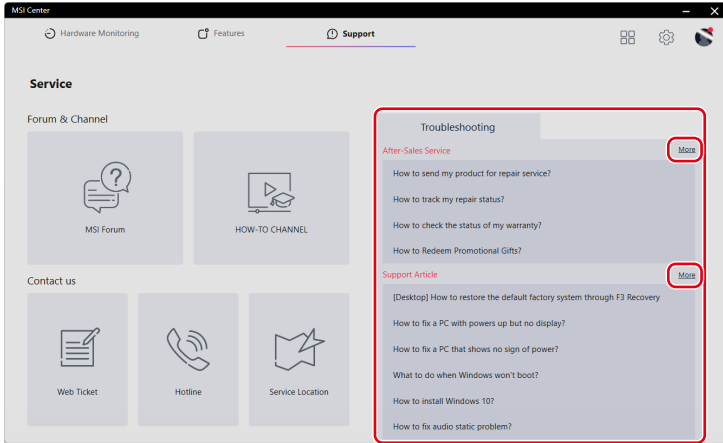 MSI Center
Hardware Monitoring
Features
Support
Service
Forum & Channel
MSI Forum
HOW-TO CHANNEL
Contact us
Web Ticket
Hotline
Service Location
Troubleshooting
After-Sales Service
More
How to send my product for repair service?
How to track my repair status?
How to check the status of my warranty?
How to Redeem Promotional Gifts?
Support Article
More
[Desktop] How to restore the default factory system through F3 Recovery
How to fix a PC with powers up but no display?
How to fix a PC that shows no sign of power?
What to do when Windows won't boot?
How to install Windows 10?
How to fix audio static problem?